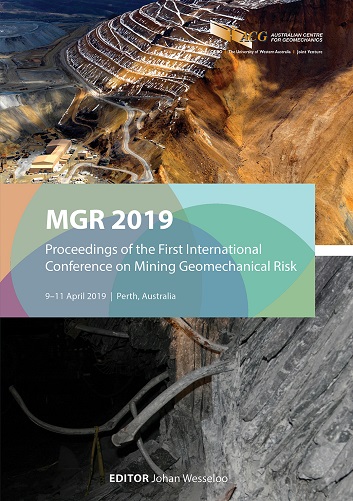 ACG AUSTRALIAN CENTRE
FOR GEOMECHANICS
The University of Western Australia | Joint Venture
MGR 2019
Proceedings of the First International
Conference on Mining Geomechanical Risk
9–11 April 2019 | Perth, Australia
EDITOR Johan Wesseloo